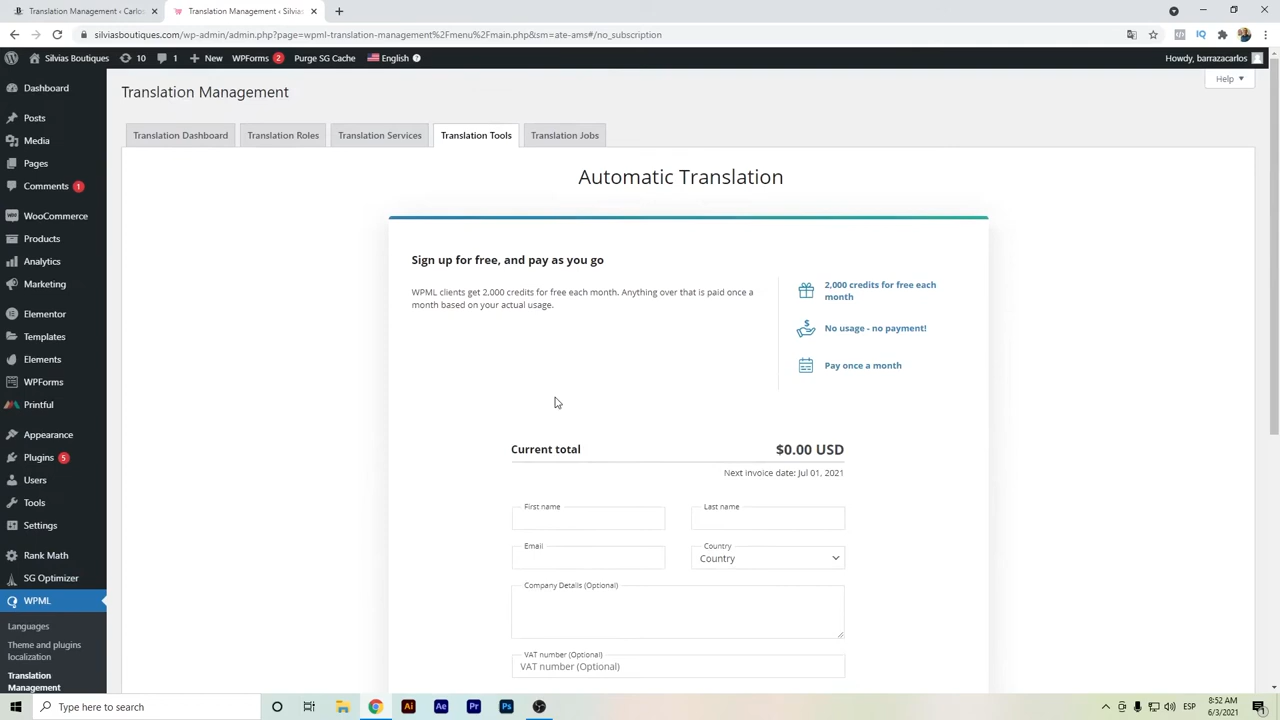 Translation Management ‹ Carlos
Translation Management ‹ Silvias
silviasboutiques.com/wp-admin/admin.php?page=wpml-translation-management%2Fmenu%2Fmain.php&sm=ate-ams#/no_subscription
Silvias Boutiques
10
1
New
WPForms 2
Purge SG Cache
English
Howdy, barrazacarlos
Dashboard
Posts
Media
Pages
Comments 1
WooCommerce
Products
Analytics
Marketing
Elementor
Templates
Elements
WPForms
Printful
Appearance
Plugins 5
Users
Tools
Settings
Rank Math
SG Optimizer
WPML
Languages
Theme and plugins
localization
Translation
Management
Translation Management
Help
Translation Dashboard
Translation Roles
Translation Services
Translation Tools
Translation Jobs
Automatic Translation
Sign up for free, and pay as you go
WPML clients get 2,000 credits for free each month. Anything over that is paid once a
month based on your actual usage.
2,000 credits for free each
month
No usage - no payment!
Pay once a month
Current total
$0.00 USD
Next invoice date: Jul 01, 2021
First name
Last name
Email
Country
Country
Company Details (Optional)
VAT number (Optional)
VAT number (Optional)
Type here to search
Ai
Ae
Pr
Ps
ESP
8:52 AM
6/3/2021
1